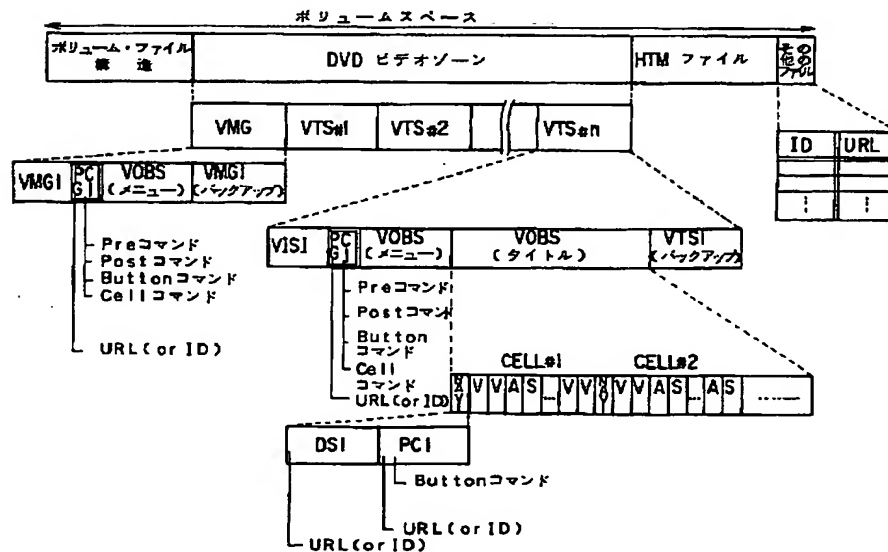 ボリュームスペース
ボリューム・ファイル
構造
DVD ビデオゾーン
HTM ファイル
その他の
ファイル
VMG
VTS#1
VTS#2
VTS#n
ID
URL
VMGI
PC
GI
VOBS
(メニュー)
VMGI
(バックアップ)
Preコマンド
Postコマンド
Buttonコマンド
Cellコマンド
URL(or ID)
VISI
PC
GI
VOBS
(メニュー)
VOBS
(タイトル)
VTSI
(バックアップ)
Preコマンド
Postコマンド
Button
コマンド
Cell
コマンド
URL(or ID)
CELL#1
CELL#2
NAV V V A S ... V V NAV V V A S ... A S ........
DSI
PCI
Buttonコマンド
URL(or ID)
URL(or ID)